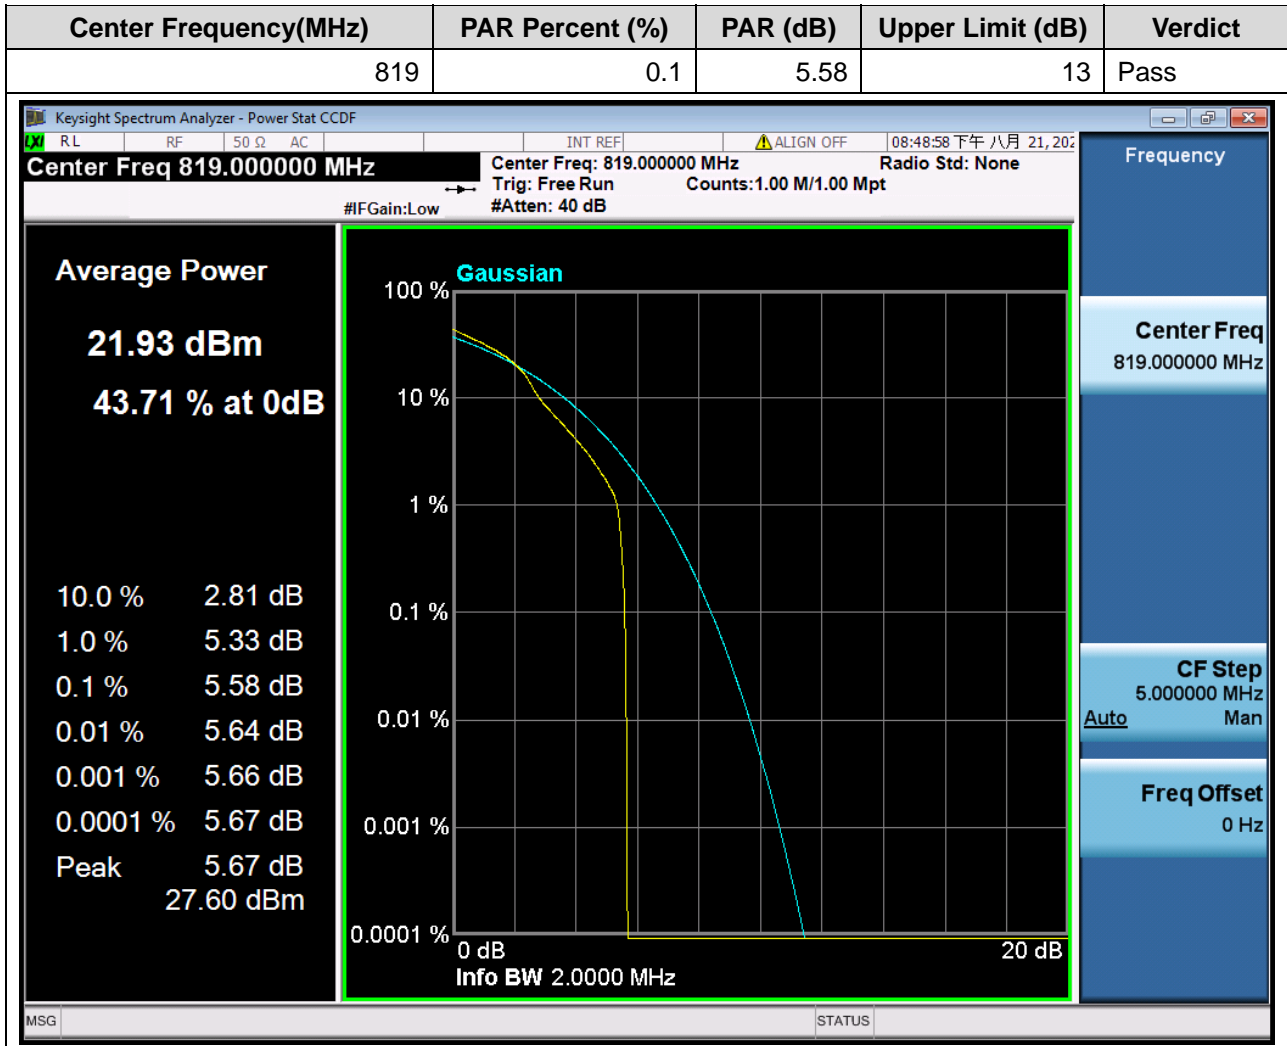 Center Frequency(MHz) PAR Percent (%) PAR (dB) Upper Limit (dB) Verdict
819 0.1 5.58 13 Pass
Keysight Spectrum Analyzer - Power Stat CCDF
LXI RL RF 50 Ω AC INT REF ALIGN OFF 08:48:58 下午 八月 21, 202
Center Freq 819.000000 MHz
Center Freq: 819.000000 MHz Radio Std: None
Trig: Free Run Counts:1.00 M/1.00 Mpt
#IFGain:Low #Atten: 40 dB
Average Power
21.93 dBm
43.71 % at 0dB
10.0 % 2.81 dB
1.0 % 5.33 dB
0.1 % 5.58 dB
0.01 % 5.64 dB
0.001 % 5.66 dB
0.0001 % 5.67 dB
Peak 5.67 dB
27.60 dBm
Gaussian
100 %
10 %
1 %
0.1 %
0.01 %
0.001 %
0.0001 %
0 dB 20 dB
Info BW 2.0000 MHz
Frequency
Center Freq
819.000000 MHz
CF Step
5.000000 MHz
Auto Man
Freq Offset
0 Hz
MSG STATUS